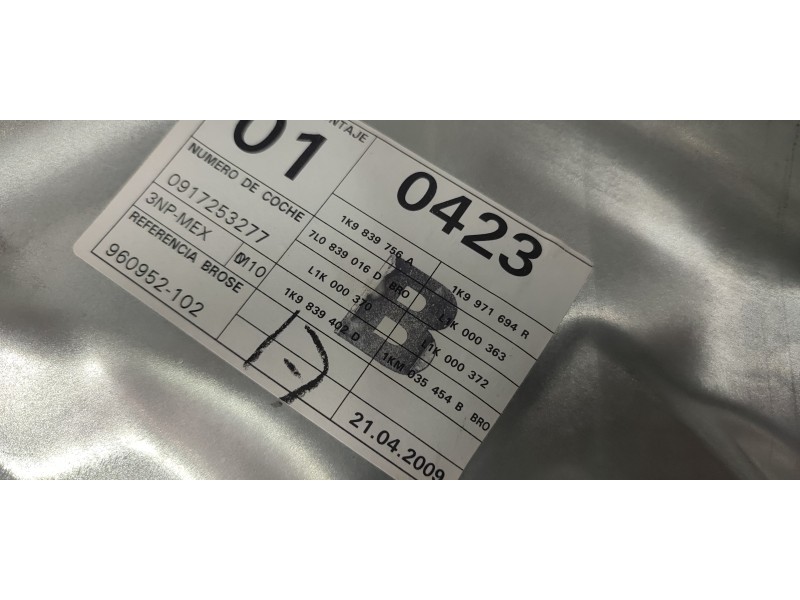 01
NUMERO DE COCHE
0917253277
3NP-MEX M10
REFERENCIA BROSE
960952-102
0423
1K9 839 756 A
7L0 839 016 D BRO
L1K 000 370
1K9 839 402 D
1K9 971 694 R
L1K 000 363
L1K 000 372
1KM 035 454 B BRO
B
21.04.2009